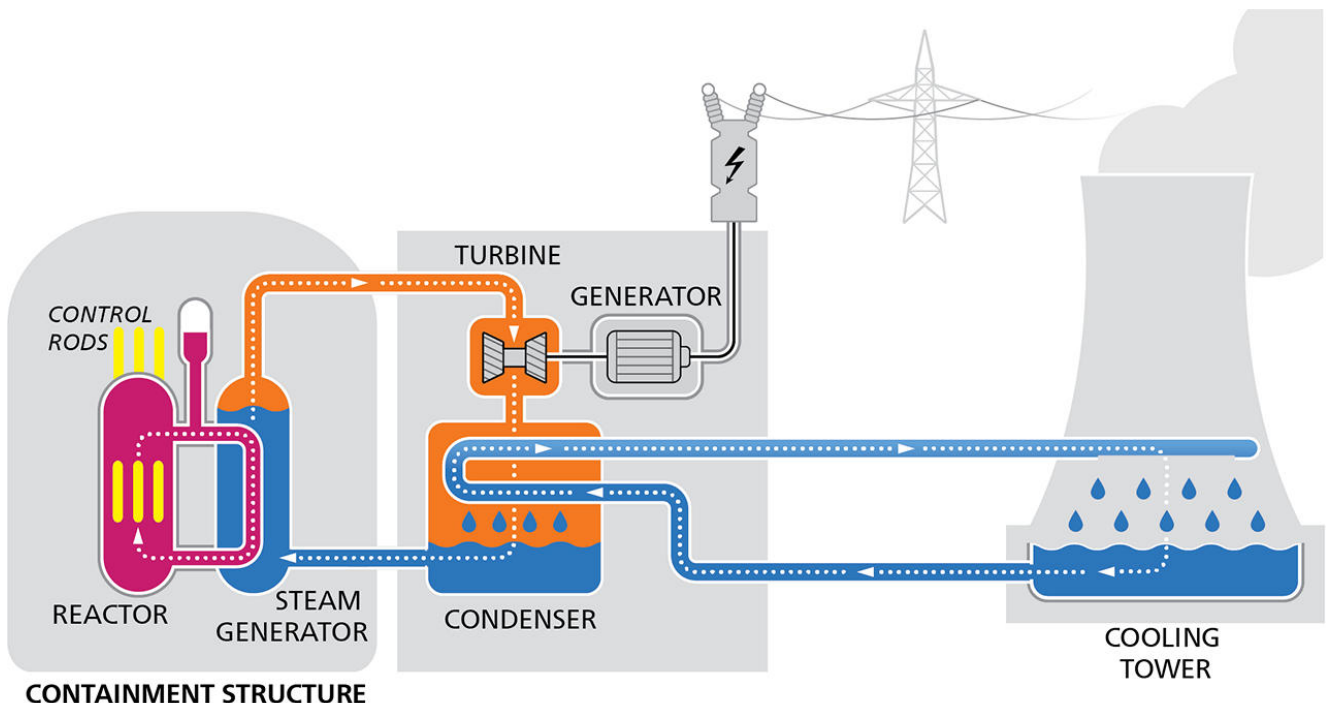 TURBINE
GENERATOR
CONTROL
RODS
REACTOR
STEAM
GENERATOR
CONDENSER
COOLING
TOWER
CONTAINMENT STRUCTURE